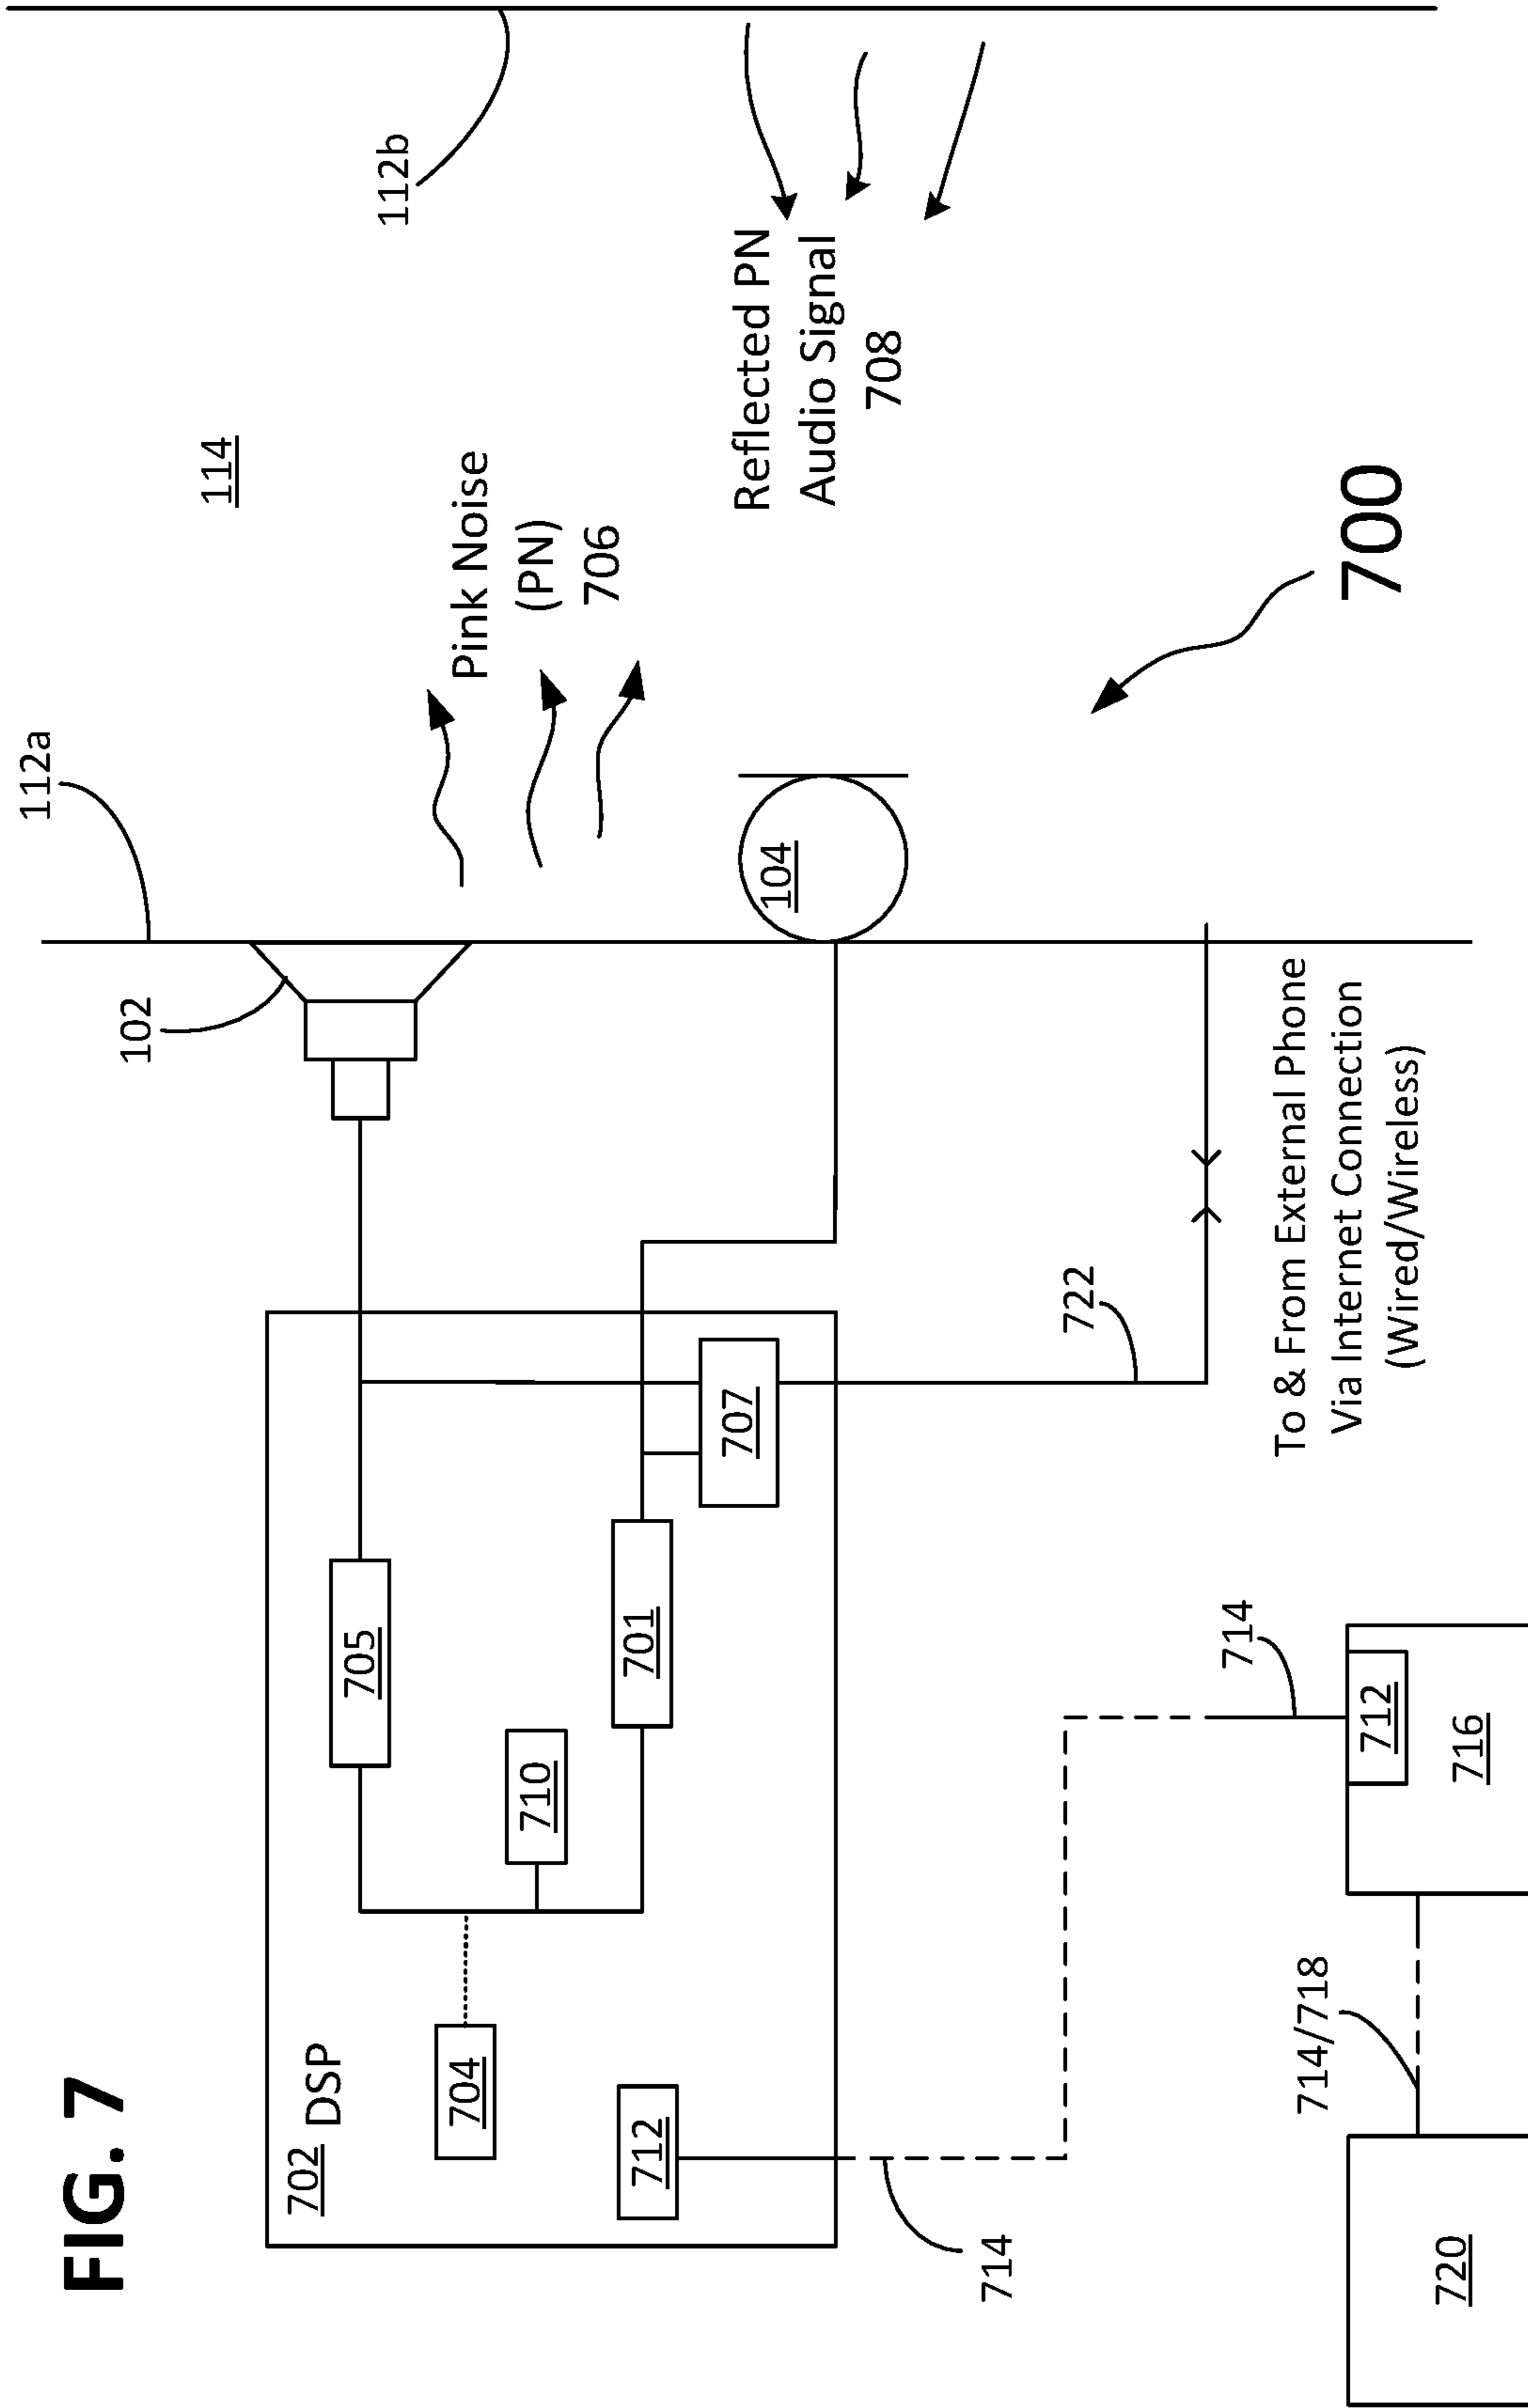 FIG. 7
112a
112b
114
102
Pink Noise
(PN)
706
702 DSP
705
704
710
701
707
712
104
Reflected PN
Audio Signal
708
700
722
714
To & From External Phone
Via Internet Connection
(Wired/Wireless)
714
712
716
714/718
720